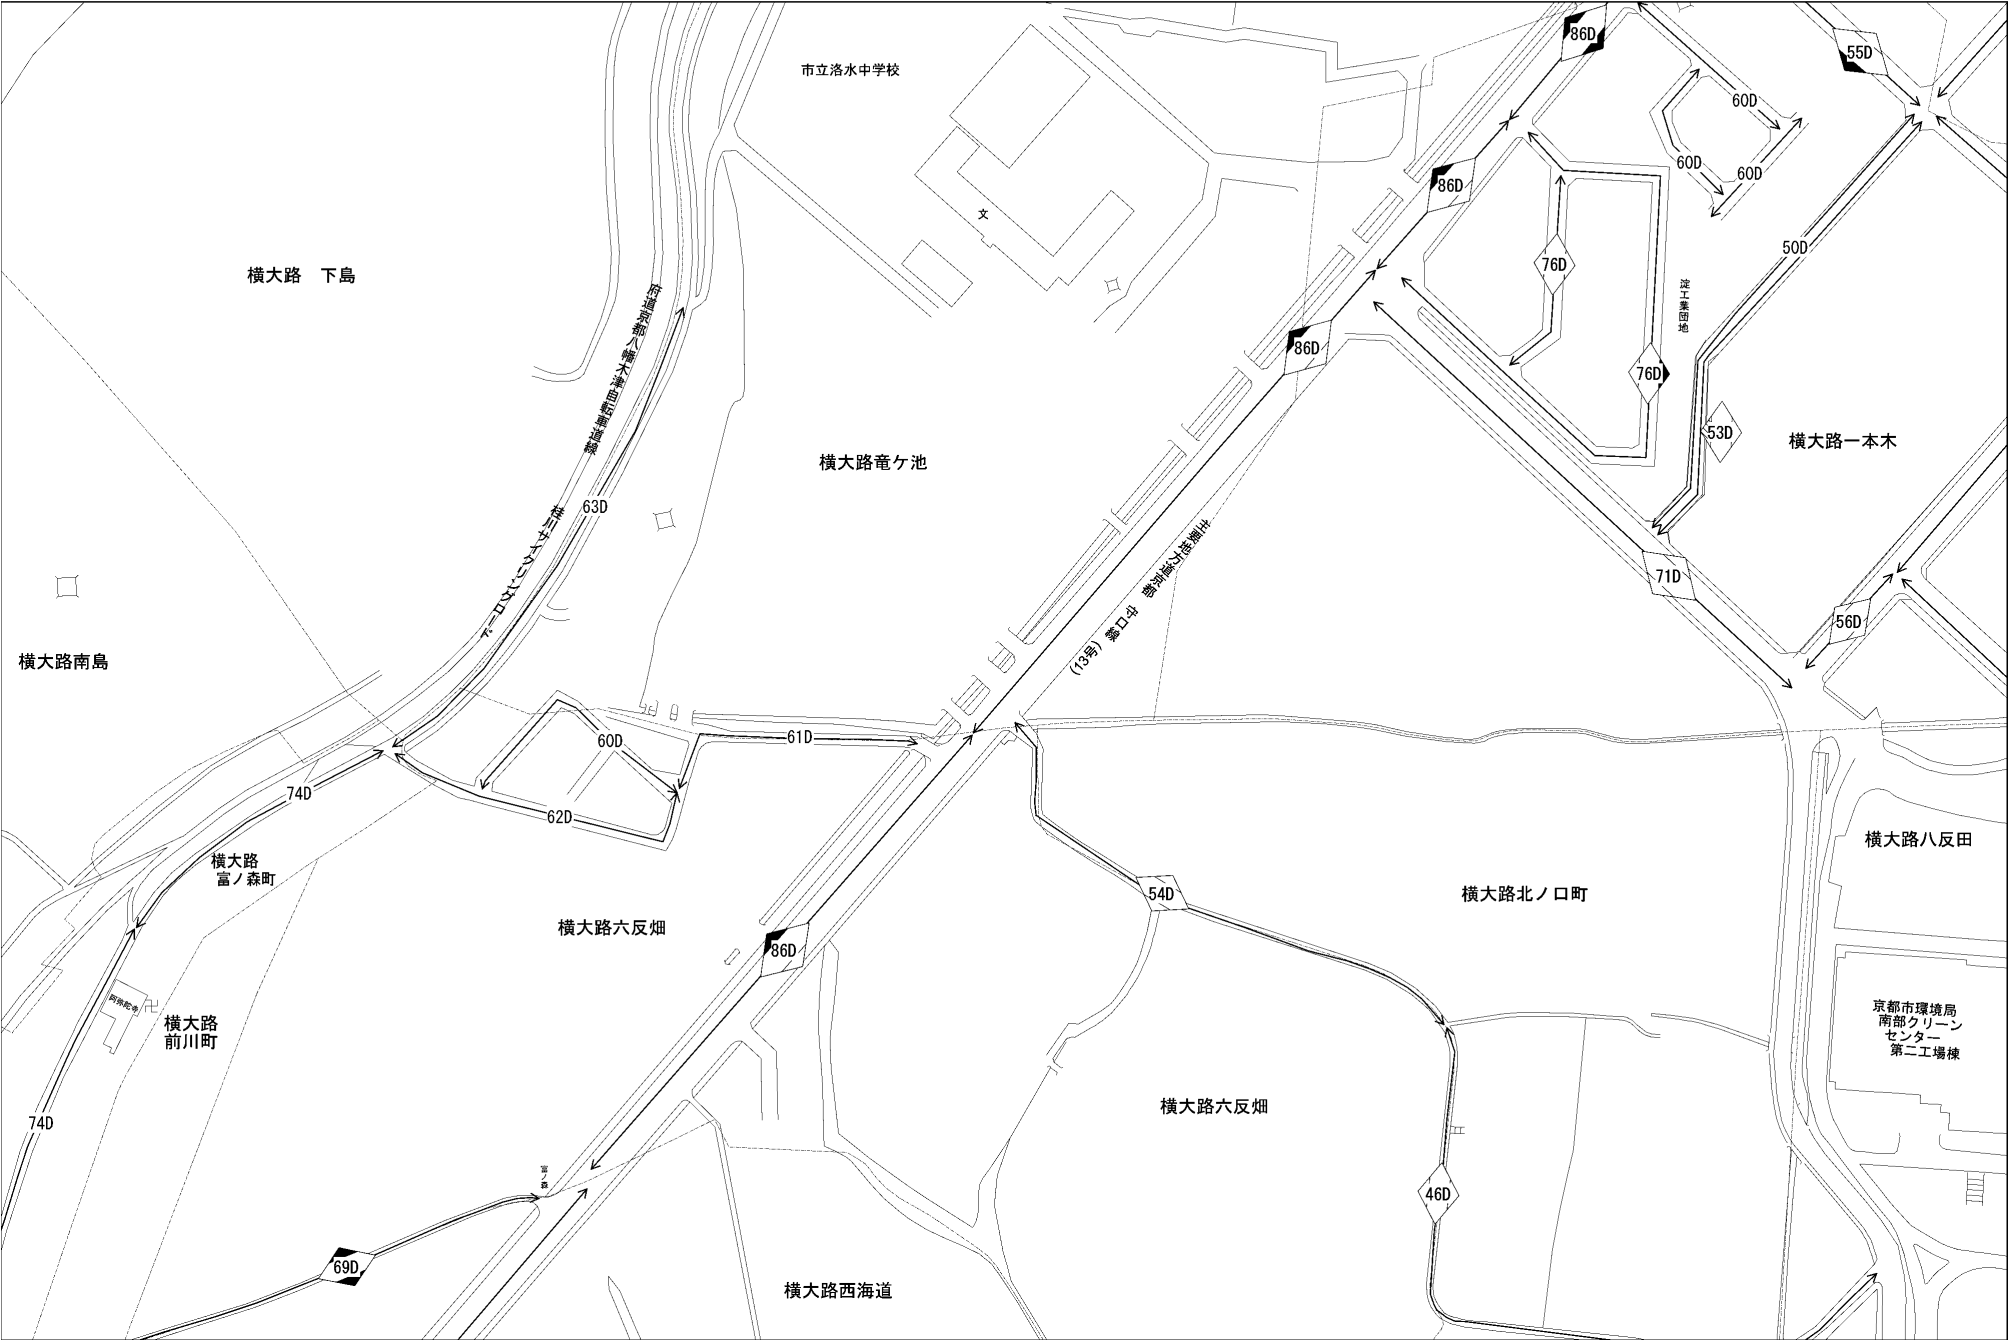 86D
55D
市立洛水中学校
60D
60D
60D
86D
文
50D
横大路　下島
76D
府道京都八幡木津自転車道線
淀工業団地
86D
76D
53D
横大路一本木
横大路竜ケ池
63D
桂川サイクリングロード
主要地方道京都　守口線
(13号)
71D
56D
横大路南島
60D
61D
74D
62D
横大路八反田
横大路
富ノ森町
54D
横大路北ノ口町
横大路六反畑
86D
阿弥陀寺
横大路
前川町
京都市環境局
南部クリーン
センター
第二工場棟
74D
横大路六反畑
富ノ森
46D
69D
横大路西海道